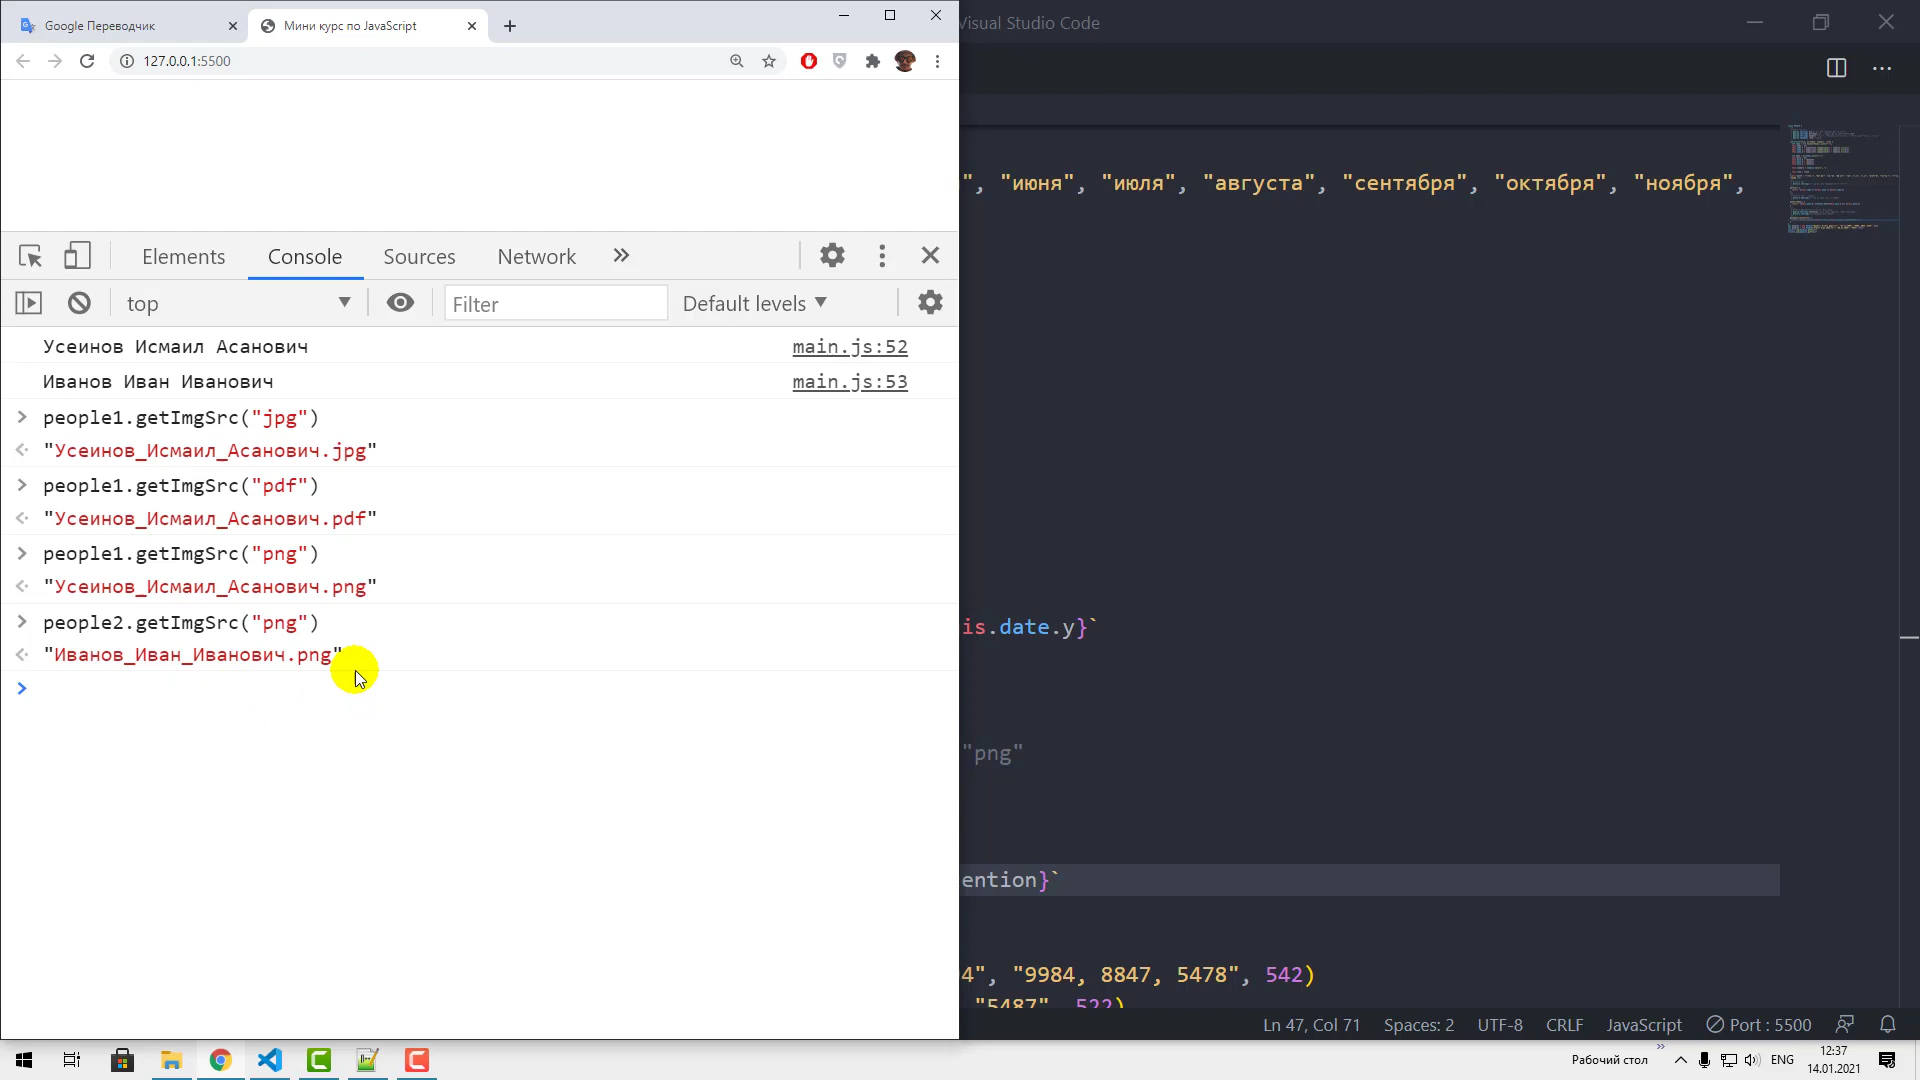 Google Переводчик
Мини курс по JavaScript
Visual Studio Code
127.0.0.1:5500
", "июня", "июля", "августа", "сентября", "октября", "ноября",
Elements
Console
Sources
Network
top
Filter
Default levels
Усеинов Исмаил Асанович main.js:52
Иванов Иван Иванович main.js:53
> people1.getImgSrc("jpg")
"Усеинов_Исмаил_Асанович.jpg"
> people1.getImgSrc("pdf")
"Усеинов_Исмаил_Асанович.pdf"
> people1.getImgSrc("png")
"Усеинов_Исмаил_Асанович.png"
> people2.getImgSrc("png")
"Иванов_Иван_Иванович.png"
>
is.date.y}`
"png"
ention}`
4", "9984, 8847, 5478", 542)
"5487", 522)
Ln 47, Col 71 Spaces: 2 UTF-8 CRLF JavaScript Port : 5500
Рабочий стол
ENG
12:37
14.01.2021